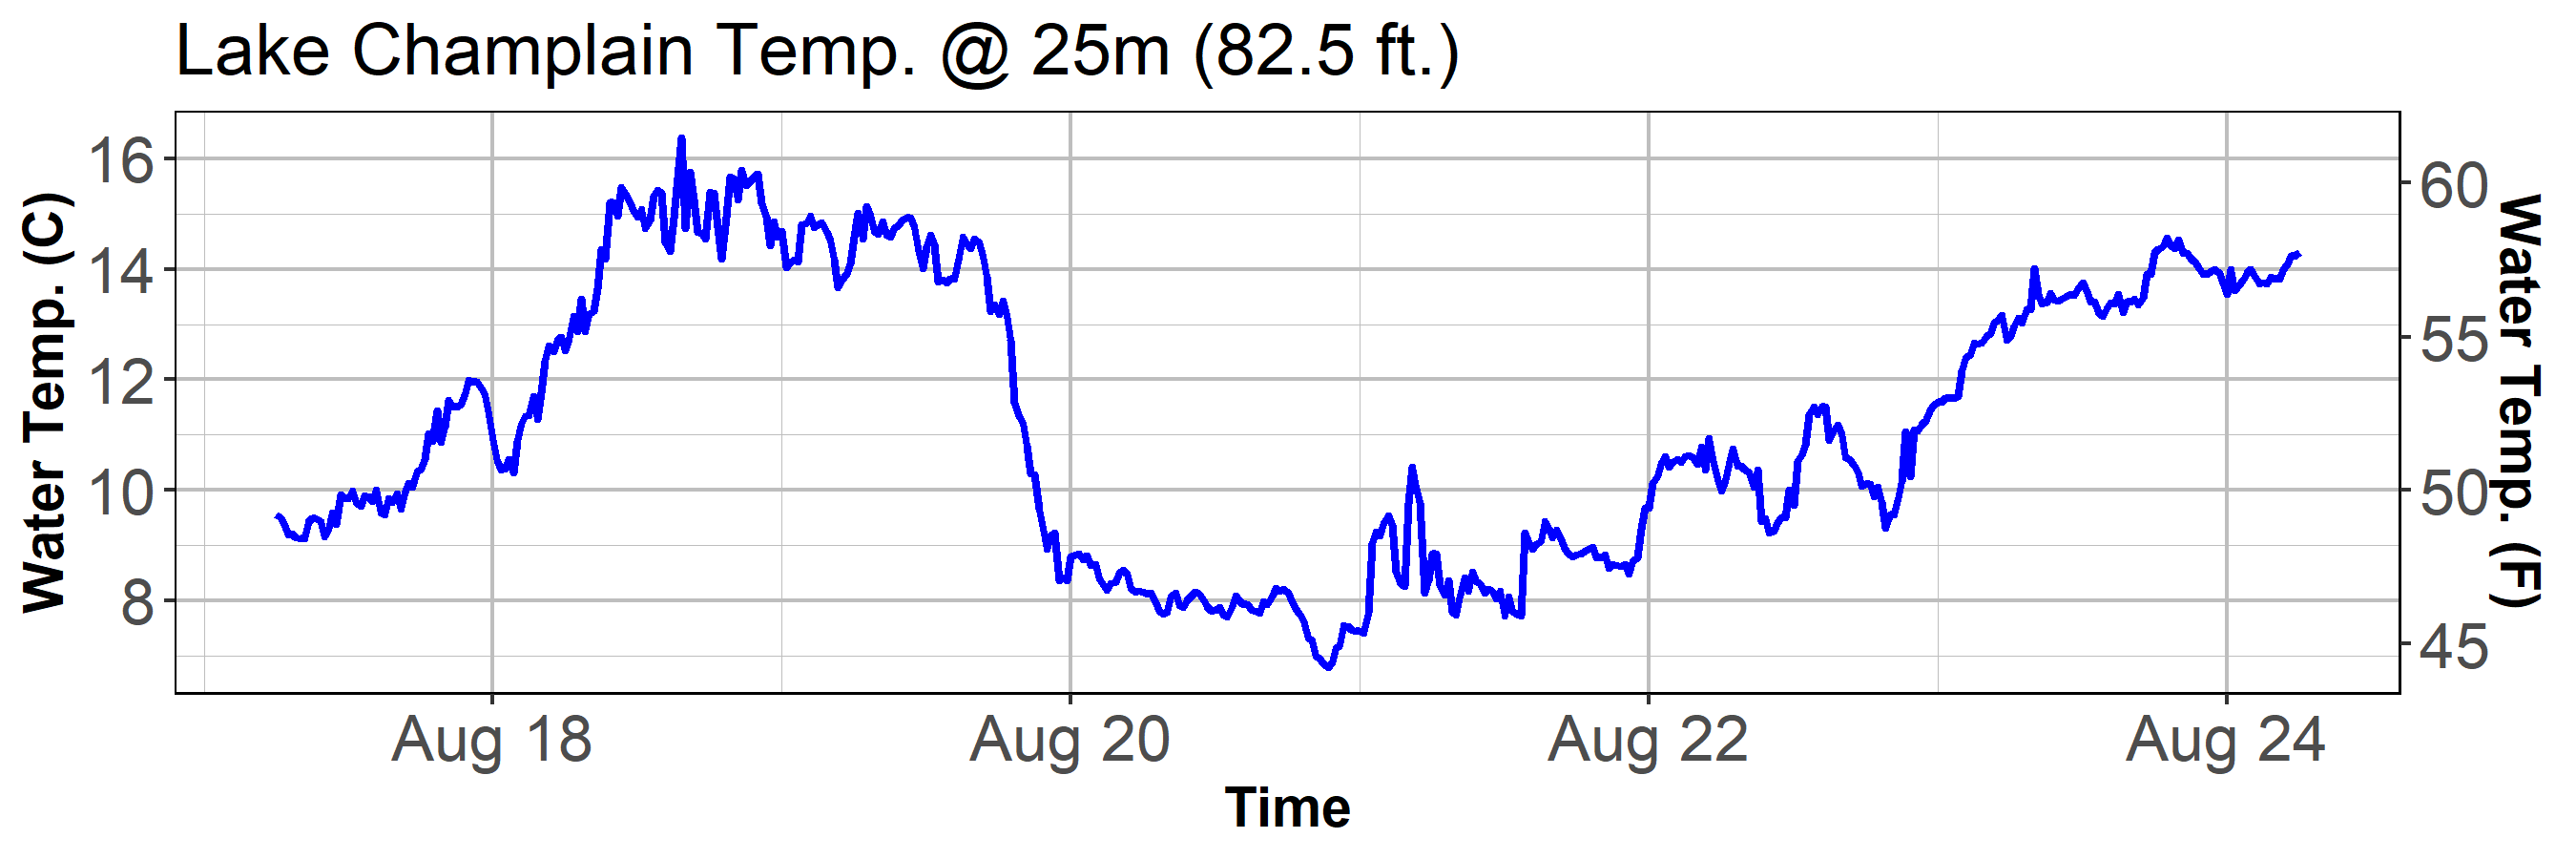 Lake Champlain Temp. @ 25m (82.5 ft.)
Water Temp. (C)
16
14
12
10
8
60
55
50
45
Water Temp. (F)
Aug 18 Aug 20 Aug 22 Aug 24
Time